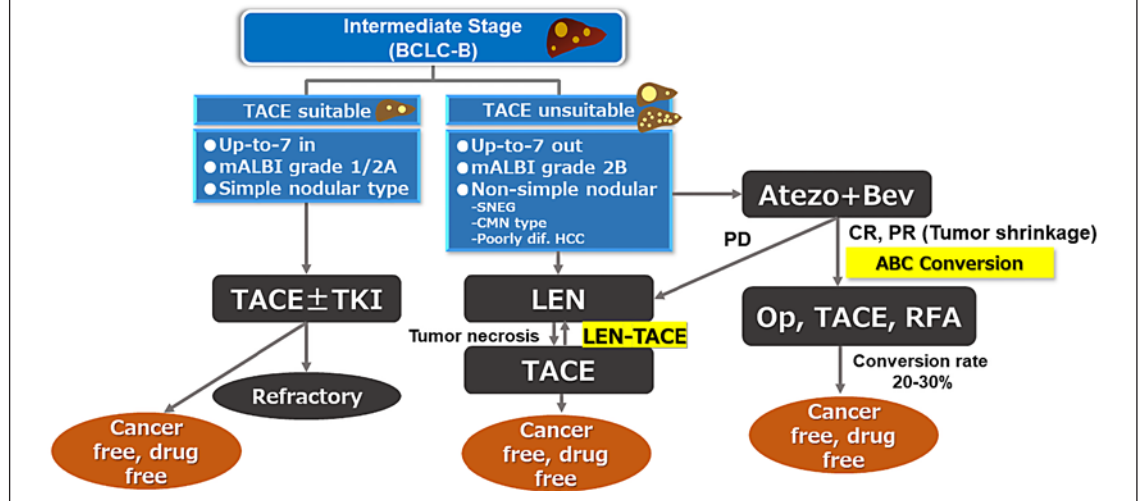 Intermediate Stage
(BCLC-B)
TACE suitable
●Up-to-7 in
●mALBI grade 1/2A
●Simple nodular type
TACE unsuitable
●Up-to-7 out
●mALBI grade 2B
●Non-simple nodular
-SNEG
-CMN type
-Poorly dif. HCC
Atezo+Bev
PD
CR, PR (Tumor shrinkage)
ABC Conversion
TACE±TKI
LEN
Op, TACE, RFA
Tumor necrosis
LEN-TACE
TACE
Conversion rate
20-30%
Refractory
Cancer
free, drug
free
Cancer
free, drug
free
Cancer
free, drug
free